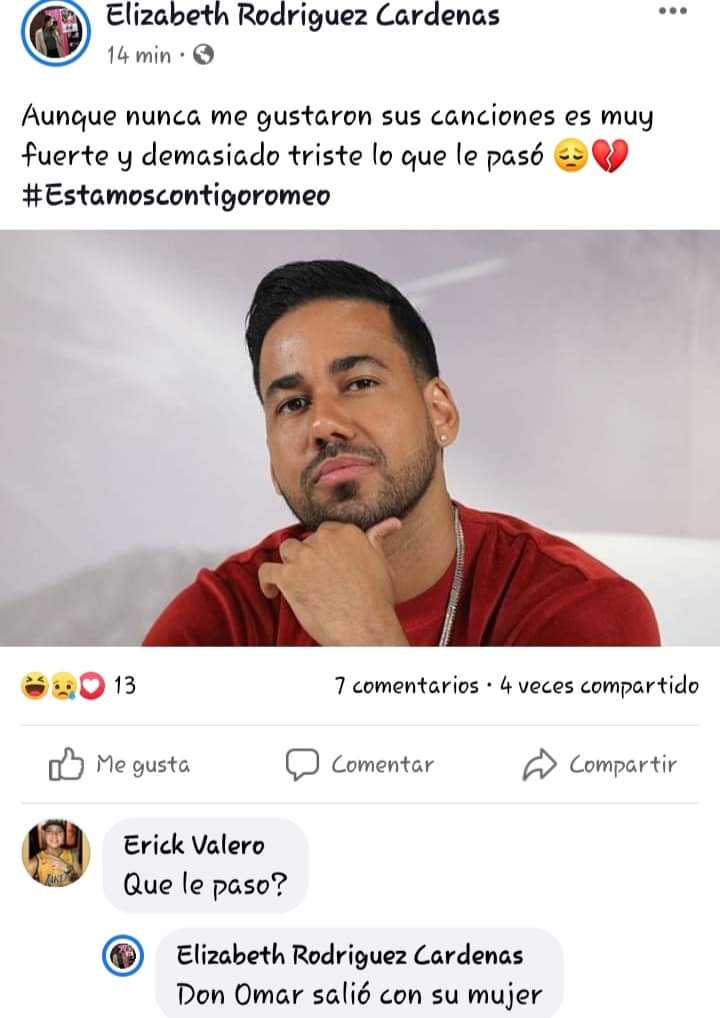 Elizabeth Rodriguez Cardenas
14 min ·
Aunque nunca me gustaron sus canciones es muy
fuerte y demasiado triste lo que le pasó 😔💔
#Estamoscontigoromeo
13
7 comentarios · 4 veces compartido
Me gusta
Comentar
Compartir
Erick Valero
Que le paso?
Elizabeth Rodriguez Cardenas
Don Omar salió con su mujer